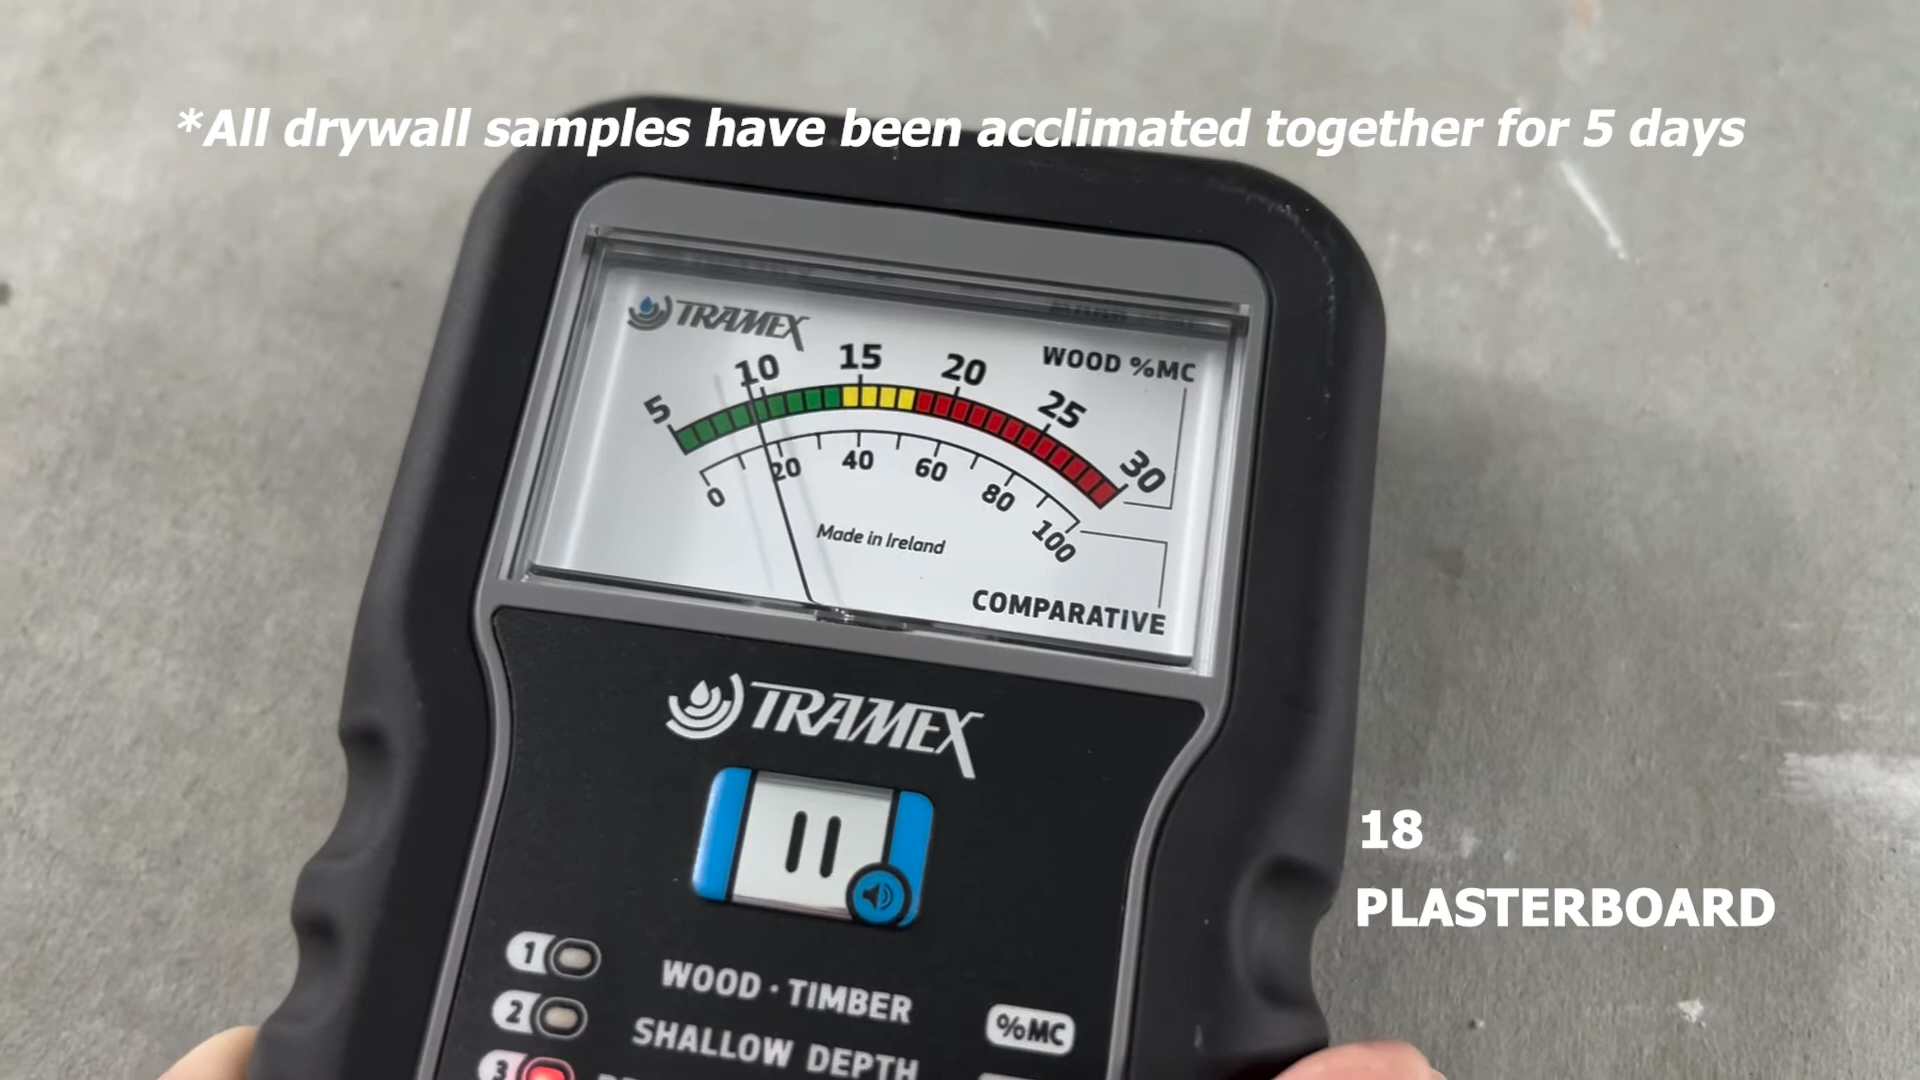 *All drywall samples have been acclimated together for 5 days
TRAMEX
WOOD %MC
5 10 15 20 25 30
0 20 40 60 80 100
Made in Ireland
COMPARATIVE
TRAMEX
18
PLASTERBOARD
1 WOOD · TIMBER %MC
2 SHALLOW DEPTH
3